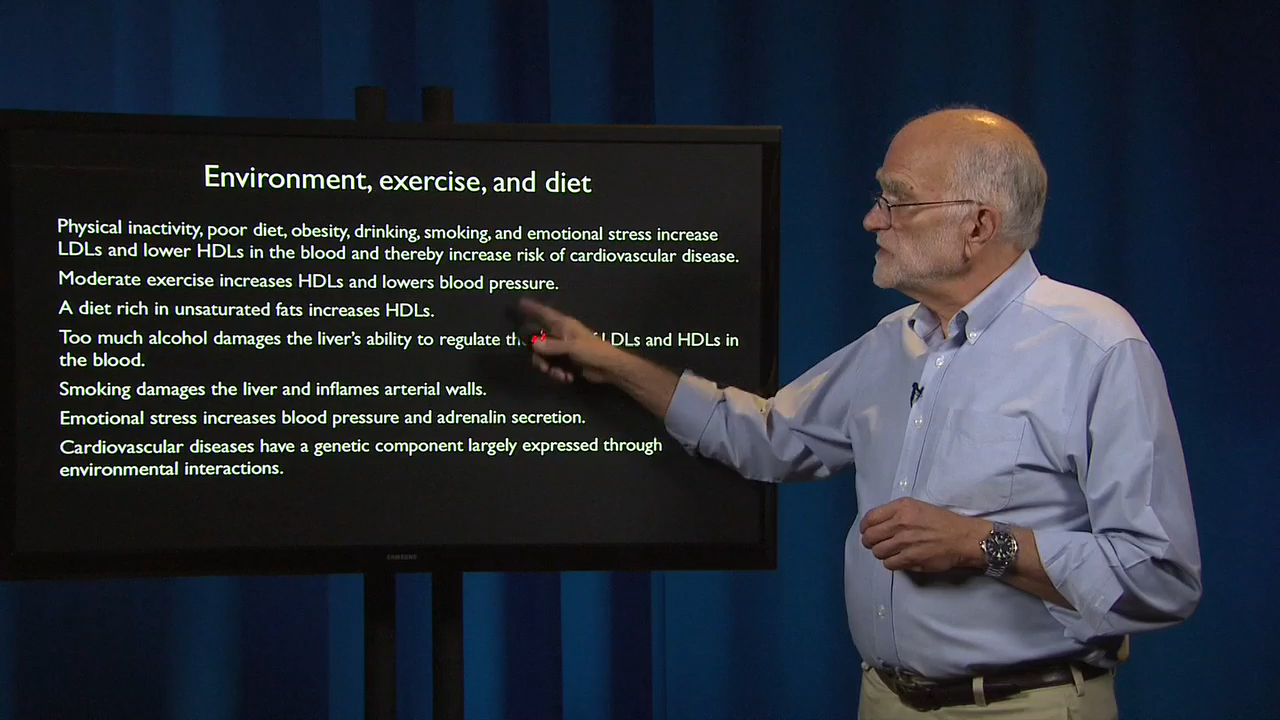 Environment, exercise, and diet
Physical inactivity, poor diet, obesity, drinking, smoking, and emotional stress increase
LDLs and lower HDLs in the blood and thereby increase risk of cardiovascular disease.
Moderate exercise increases HDLs and lowers blood pressure.
A diet rich in unsaturated fats increases HDLs.
Too much alcohol damages the liver's ability to regulate LDLs and HDLs in
the blood.
Smoking damages the liver and inflames arterial walls.
Emotional stress increases blood pressure and adrenalin secretion.
Cardiovascular diseases have a genetic component largely expressed through
environmental interactions.
SAMSUNG